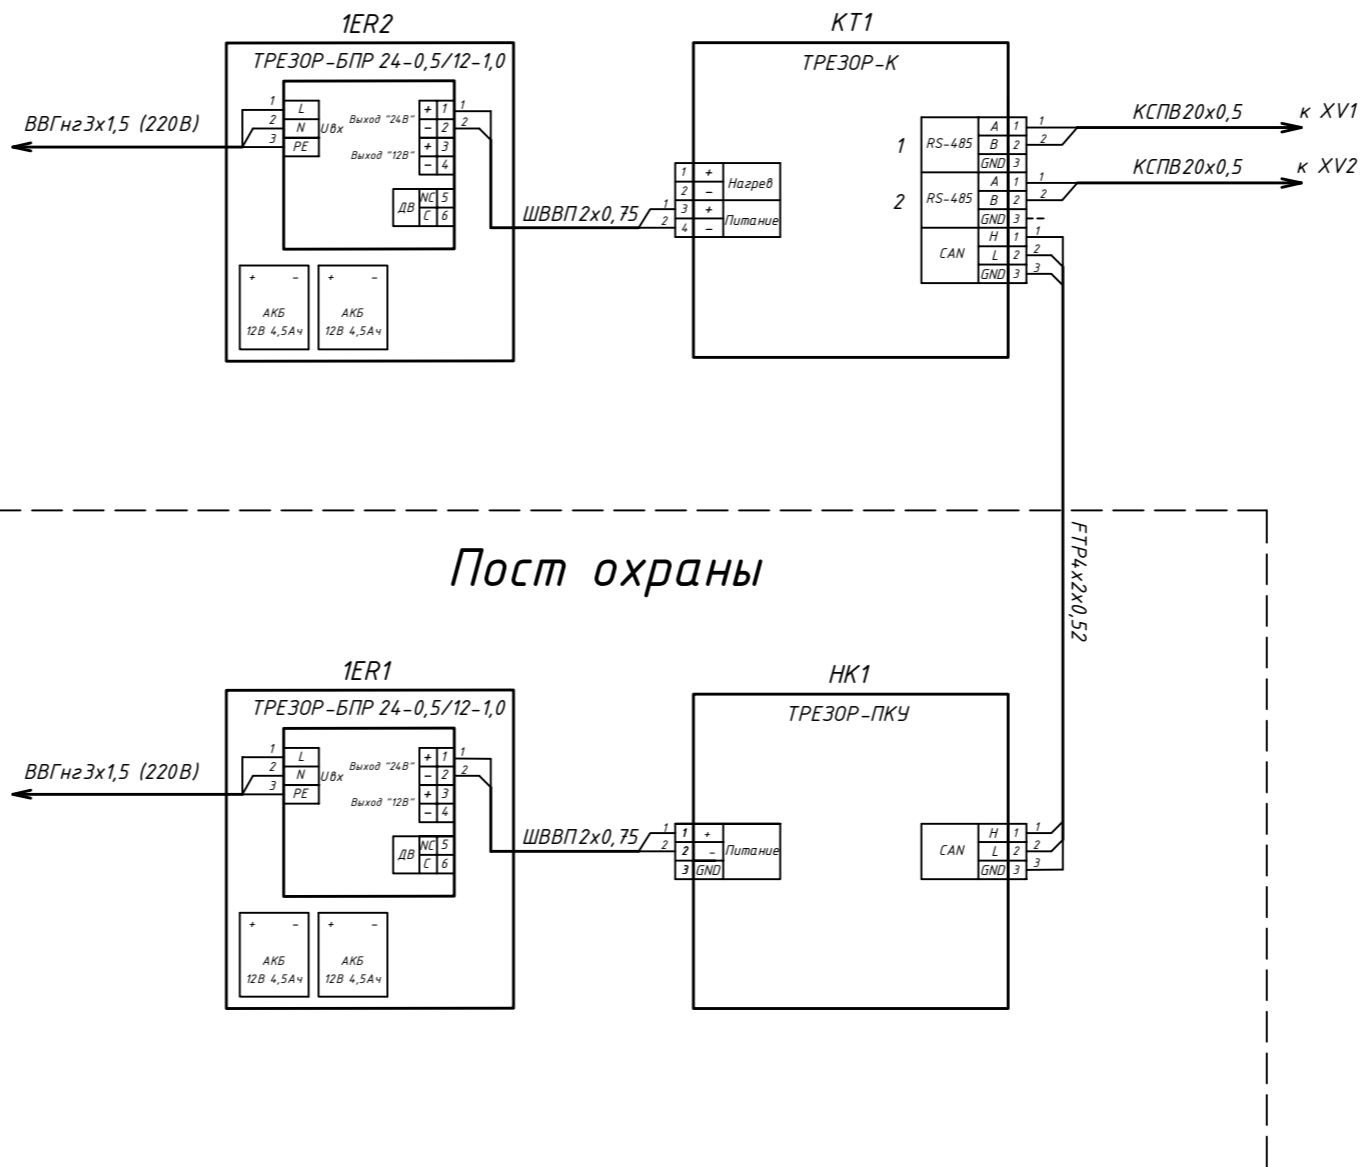 1ER2
ТРЕЗОР-БПР 24-0,5/12-1,0
ВВГнг3х1,5 (220В)
1 L
2 N Uвх
3 PE
Выход "24В" + 1 1
- 2 2
Выход "12В" + 3
- 4
ДВ NC 5
C 6
+ - + -
АКБ АКБ
12В 4,5Ач 12В 4,5Ач
ШВВП2х0,75
КТ1
ТРЕЗОР-К
1 + Нагрев
2 -
1 3 + Питание
2 4 -
1 RS-485 A 1 1
B 2 2
GND 3
2 RS-485 A 1 1
B 2 2
GND 3
CAN H 1 1
L 2 2
GND 3 3
КСПВ20х0,5 к XV1
КСПВ20х0,5 к XV2
FTP4х2х0,52
Пост охраны
1ER1
ТРЕЗОР-БПР 24-0,5/12-1,0
ВВГнг3х1,5 (220В)
1 L
2 N Uвх
3 PE
Выход "24В" + 1 1
- 2 2
Выход "12В" + 3
- 4
ДВ NC 5
C 6
+ - + -
АКБ АКБ
12В 4,5Ач 12В 4,5Ач
ШВВП2х0,75
НК1
ТРЕЗОР-ПКУ
1 1 +
2 2 - Питание
3 GND
CAN H 1 1
L 2 2
GND 3 3